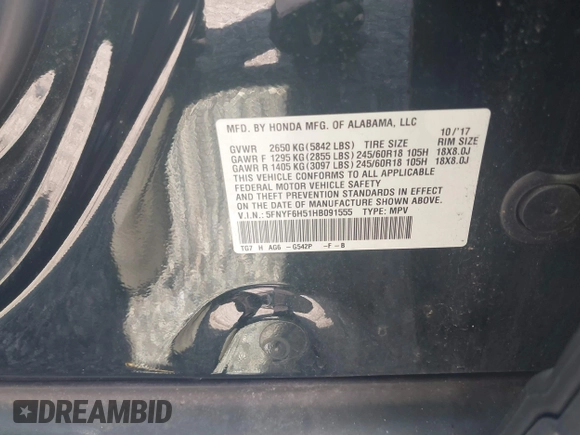 MFD. BY HONDA MFG. OF ALABAMA, LLC 10/'17
GVWR 2650 KG (5842 LBS) TIRE SIZE RIM SIZE
GAWR F 1295 KG (2855 LBS) 245/60R18 105H 18X8.0J
GAWR R 1405 KG (3097 LBS) 245/60R18 105H 18X8.0J
THIS VEHICLE CONFORMS TO ALL APPLICABLE
FEDERAL MOTOR VEHICLE SAFETY
AND THEFT PREVENTION STANDARDS IN EFFECT
ON THE DATE OF MANUFACTURE SHOWN ABOVE.
V.I.N.: 5FNYF6H51HB091555 TYPE: MPV
TG7 H AG6 -G542P -F -B
DREAMBID